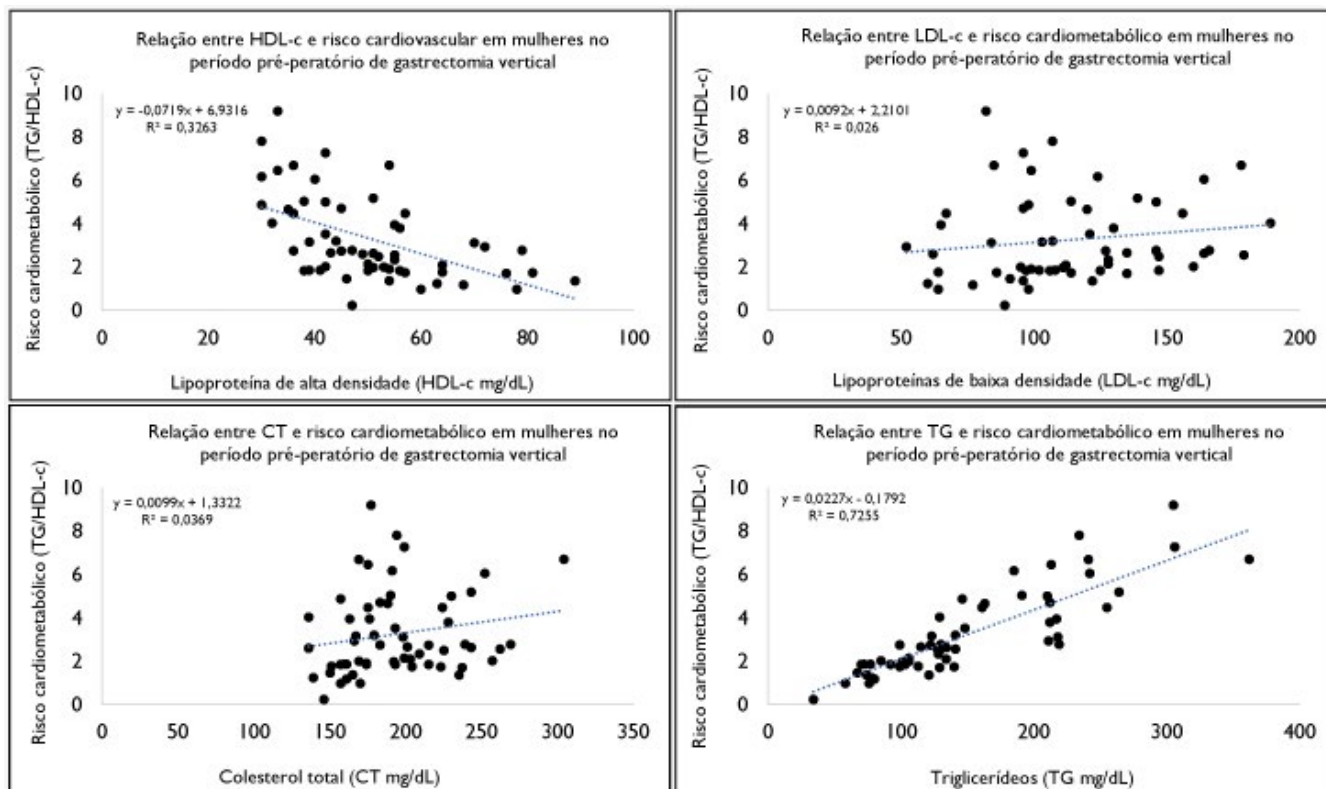 Relação entre HDL-c e risco cardiovascular em mulheres no
período pré-peratório de gastrectomia vertical
y = -0,0719x + 6,9316
R² = 0,3263
Risco cardiometabólico (TG/HDL-c)
10
8
6
4
2
0
0 20 40 60 80 100
Lipoproteína de alta densidade (HDL-c mg/dL)
Relação entre LDL-c e risco cardiometabólico em mulheres no
período pré-peratório de gastrectomia vertical
y = 0,0092x + 2,2101
R² = 0,026
Risco cardiometabólico (TG/HDL-c)
10
8
6
4
2
0
0 50 100 150 200
Lipoproteínas de baixa densidade (LDL-c mg/dL)
Relação entre CT e risco cardiometabólico em mulheres no
período pré-peratório de gastrectomia vertical
y = 0,0099x + 1,3322
R² = 0,0369
Risco cardiometabólico (TG/HDL-c)
10
8
6
4
2
0
0 50 100 150 200 250 300 350
Colesterol total (CT mg/dL)
Relação entre TG e risco cardiometabólico em mulheres no
período pré-peratório de gastrectomia vertical
y = 0,0227x - 0,1792
R² = 0,7255
Risco cardiometabólico (TG/HDL-c)
10
8
6
4
2
0
0 100 200 300 400
Triglicerídeos (TG mg/dL)